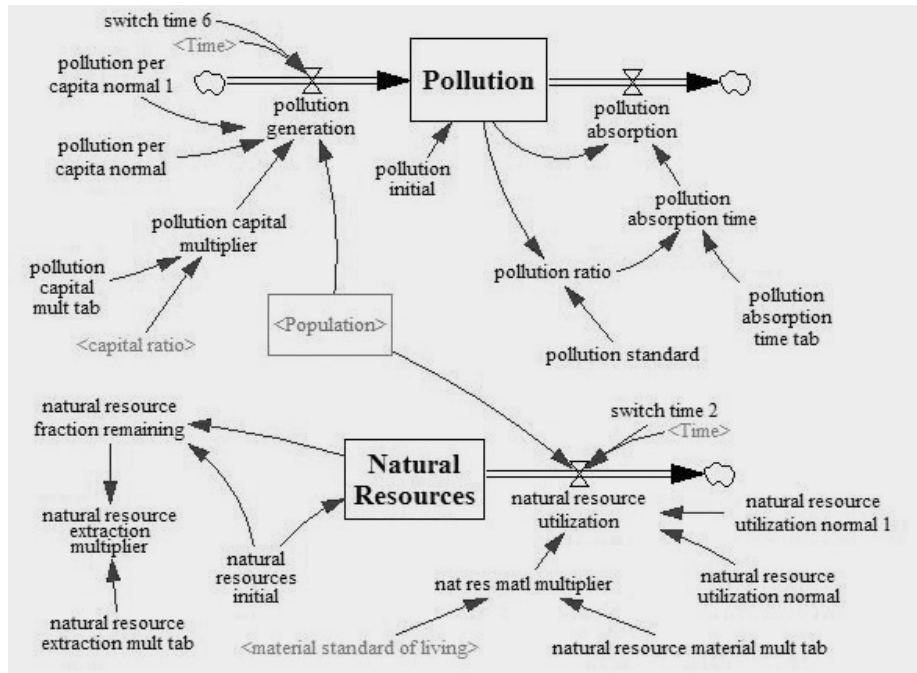 switch time 6
<Time>
pollution per
capita normal 1
pollution
generation
Pollution
pollution
absorption
pollution per
capita normal
pollution
initial
pollution capital
multiplier
pollution
absorption time
pollution
capital
mult tab
pollution ratio
pollution
absorption
time tab
<capital ratio>
<Population>
pollution standard
natural resource
fraction remaining
switch time 2
<Time>
Natural
Resources
natural resource
utilization
natural resource
utilization normal 1
natural resource
extraction
multiplier
natural
resources
initial
nat res matl multiplier
natural resource
utilization normal
natural resource
extraction mult tab
<material standard of living>
natural resource material mult tab